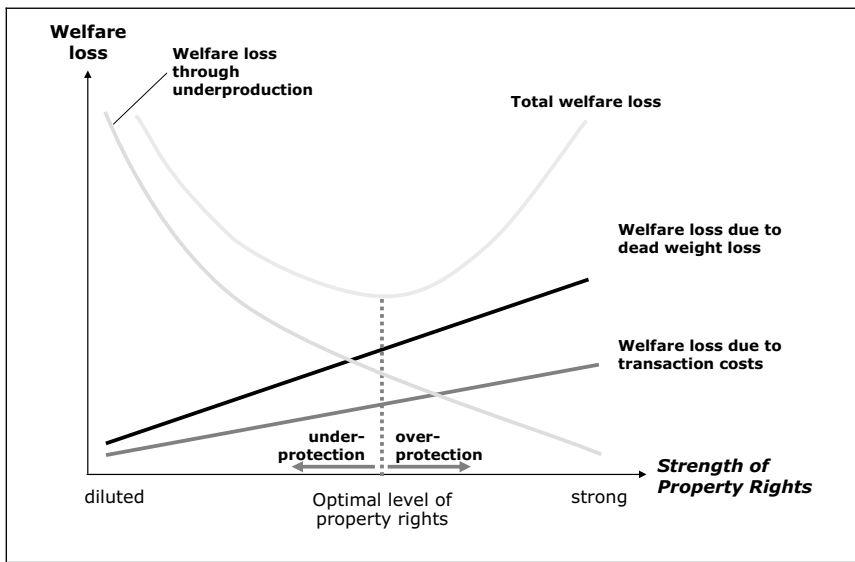 Welfare
loss
Welfare loss
through
underproduction
Total welfare loss
Welfare loss due to
dead weight loss
Welfare loss due to
transaction costs
under-
protection
over-
protection
Strength of
Property Rights
diluted
Optimal level of
property rights
strong